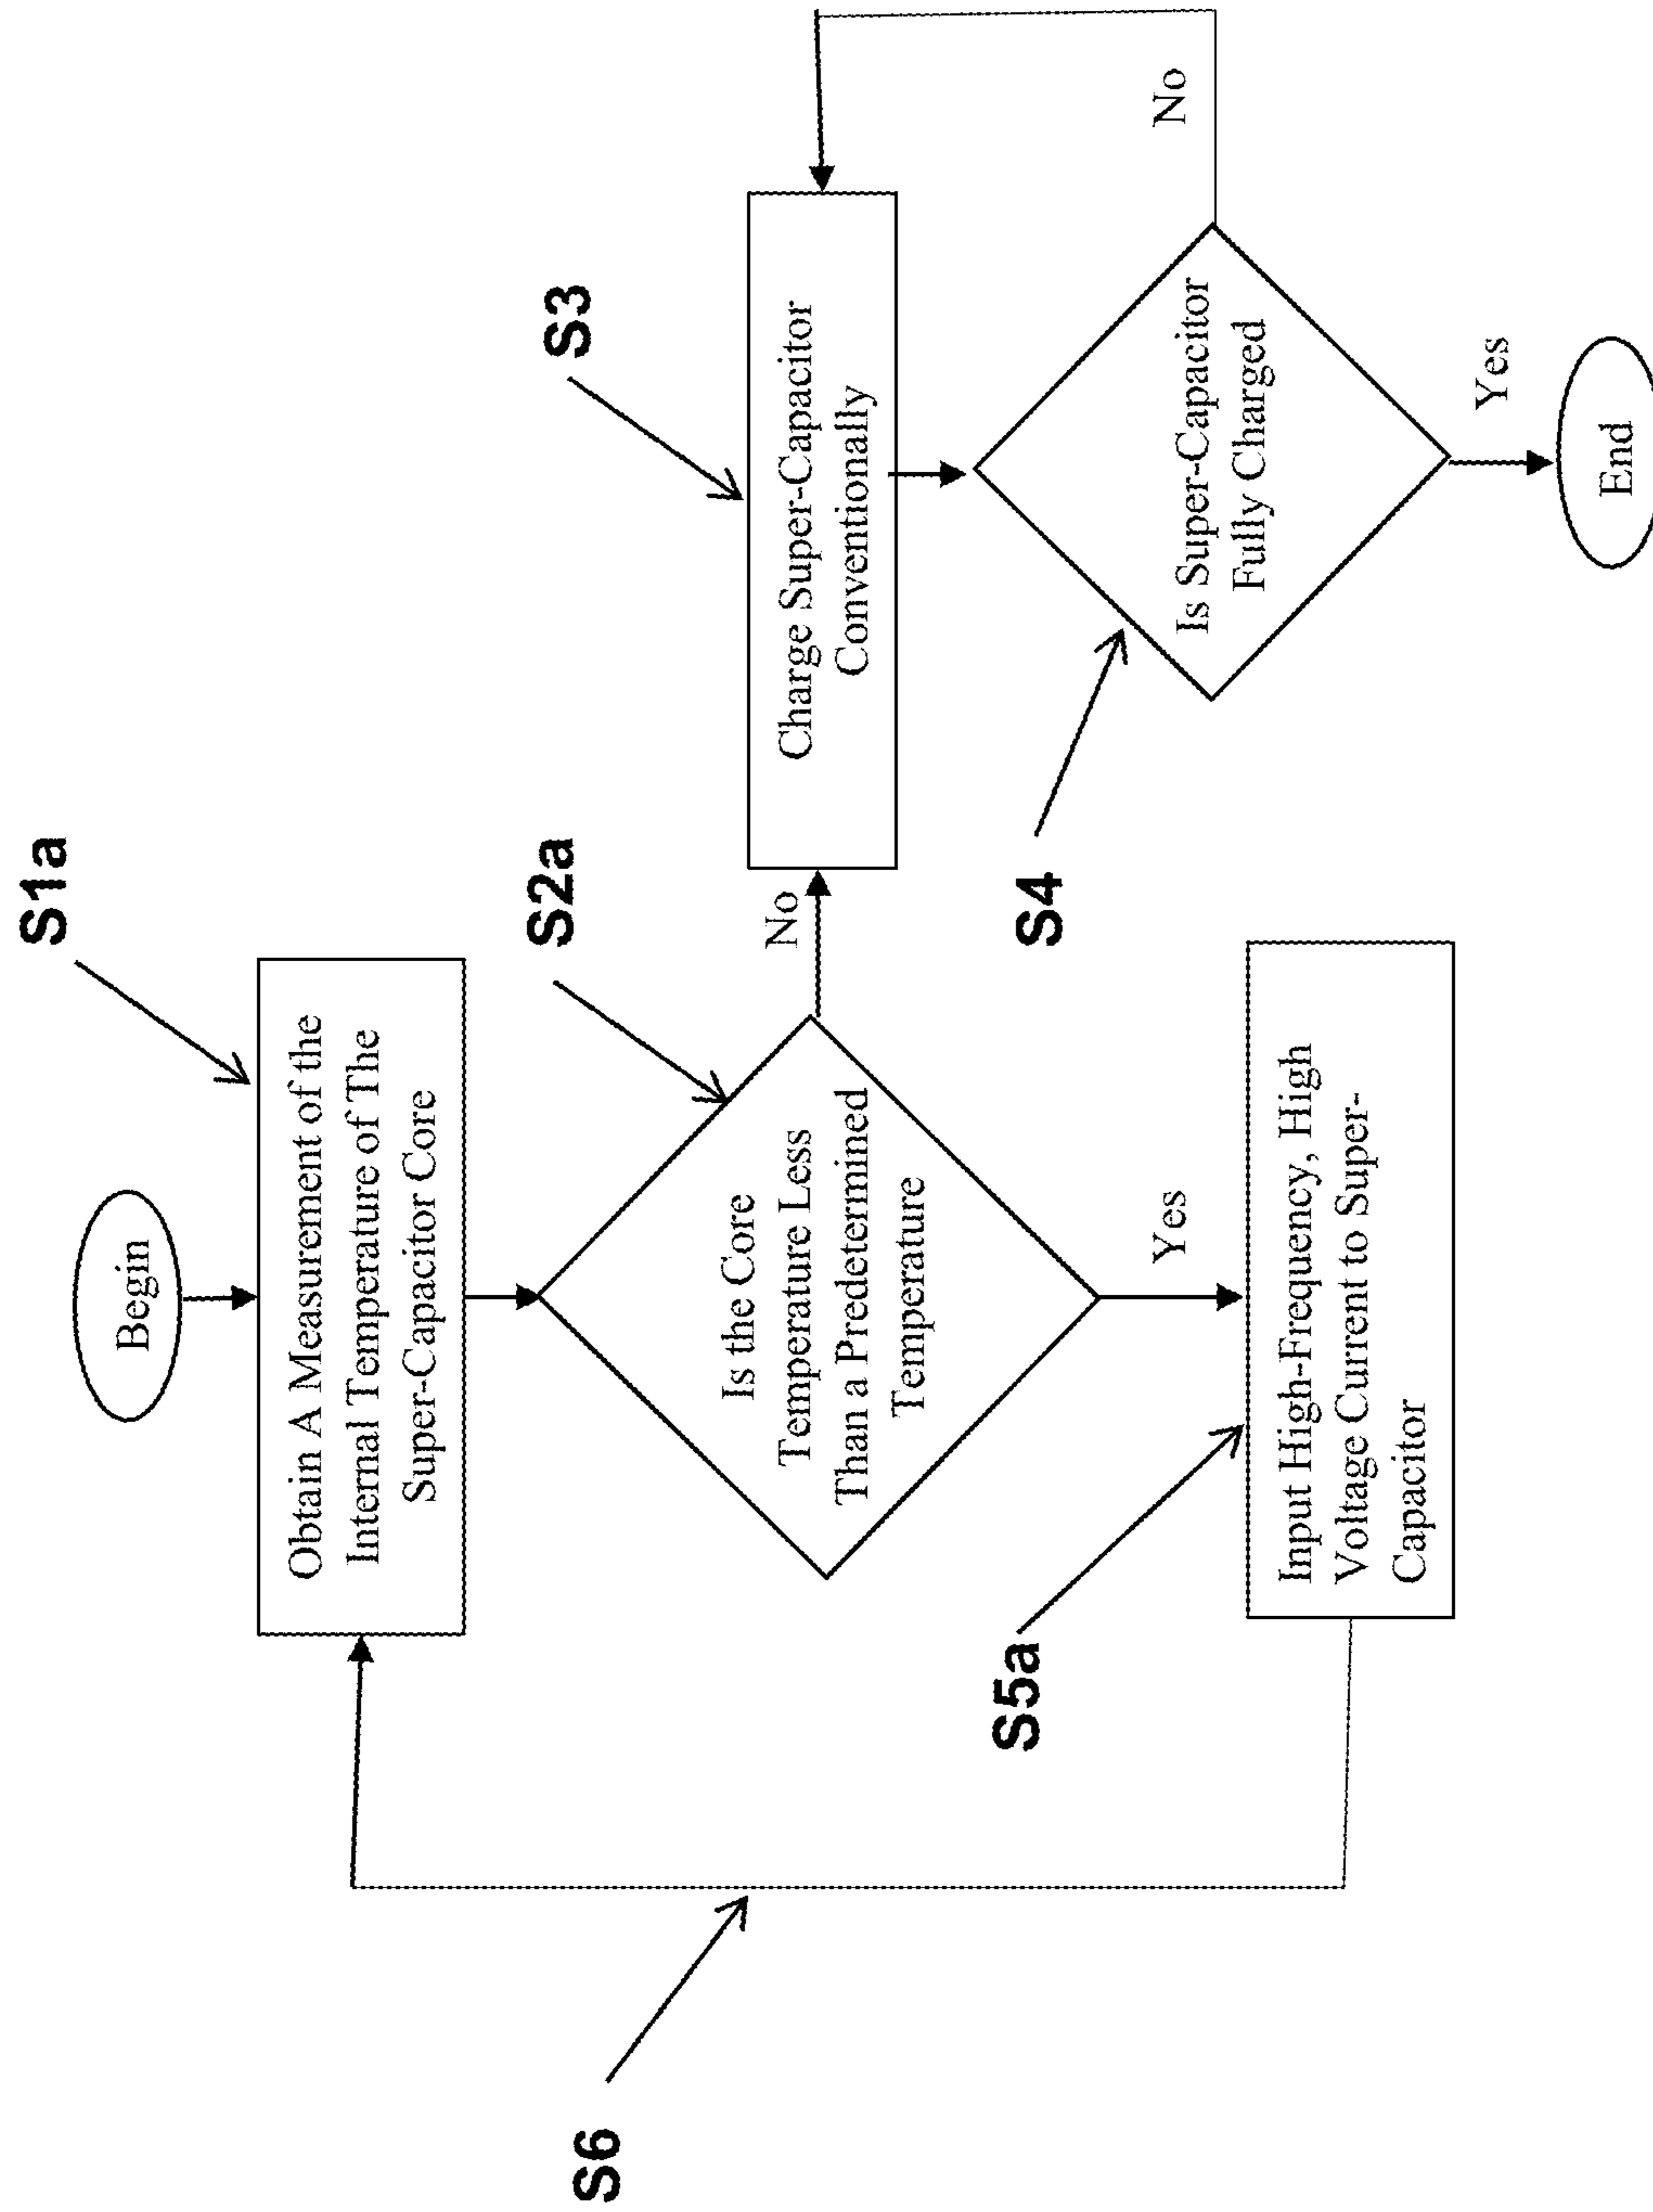 Begin
S1a
Obtain A Measurement of the
Internal Temperature of The
Super-Capacitor Core
S2a
Is the Core
Temperature Less
Than a Predetermined
Temperature
No
Yes
S3
Charge Super-Capacitor
Conventionally
S4
Is Super-Capacitor
Fully Charged
No
Yes
End
S5a
Input High-Frequency, High
Voltage Current to Super-
Capacitor
S6